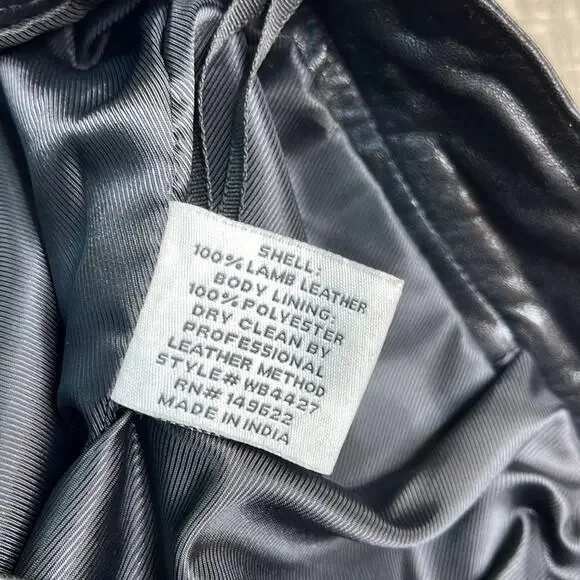 SHELL:
100% LAMB LEATHER
BODY LINING.
100% POLYESTER
DRY CLEAN BY
PROFESSIONAL
LEATHER METHOD
STYLE# WB4427
RN# 149622
MADE IN INDIA